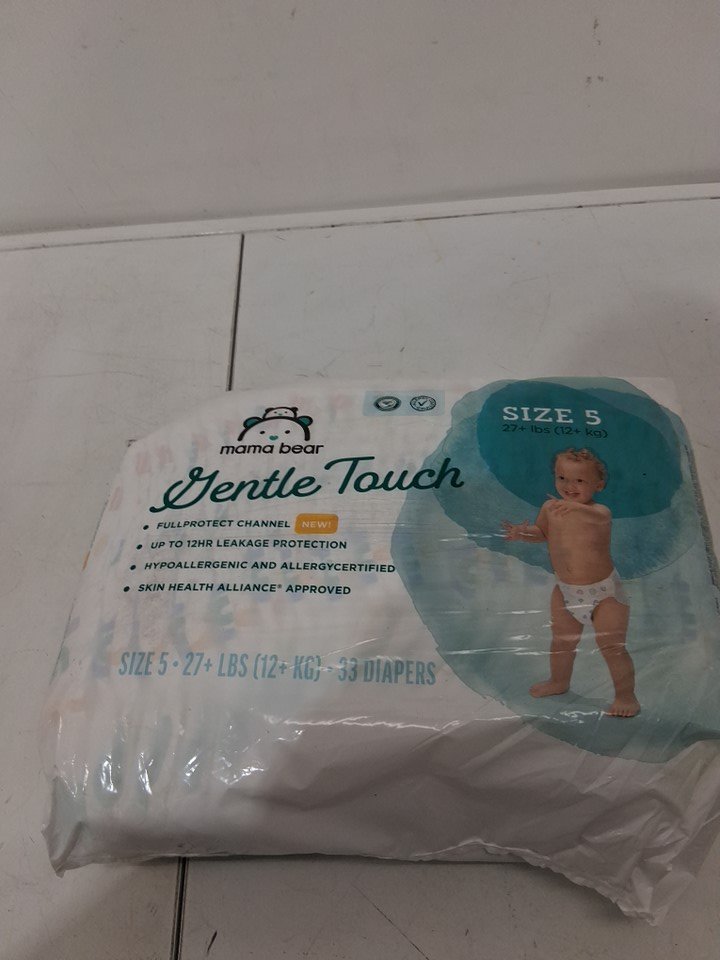 mama bear
Gentle Touch
• FULLPROTECT CHANNEL NEW!
• UP TO 12HR LEAKAGE PROTECTION
• HYPOALLERGENIC AND ALLERGYCERTIFIED
• SKIN HEALTH ALLIANCE® APPROVED
SIZE 5 • 27+ LBS (12+ KG) - 33 DIAPERS
SIZE 5
27+ lbs (12+ kg)